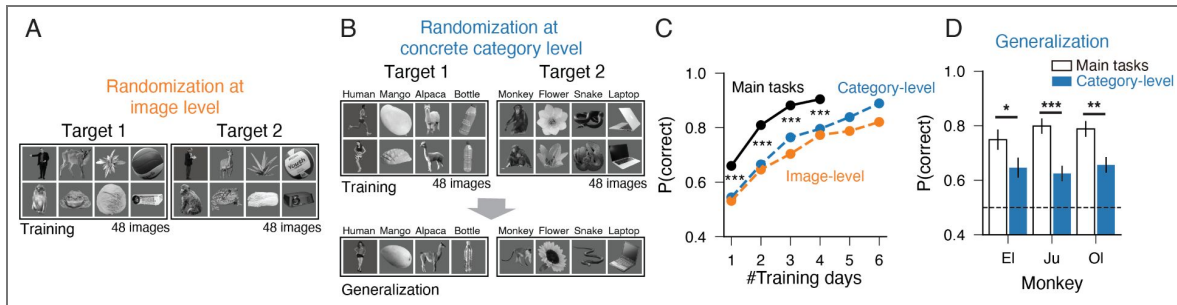 A
Randomization at
image level
Target 1
Target 2
Training
48 images
48 images
B
Randomization at
concrete category level
Target 1
Target 2
Human Mango Alpaca Bottle
Monkey Flower Snake Laptop
Training
48 images
48 images
Human Mango Alpaca Bottle
Monkey Flower Snake Laptop
Generalization
C
P(correct)
1.0
0.8
0.6
0.4
Main tasks
Category-level
Image-level
***
***
***
***
1 2 3 4 5 6
#Training days
D
Generalization
Main tasks
Category-level
P(correct)
1.0
0.8
0.6
0.4
*
***
**
El Ju Ol
Monkey